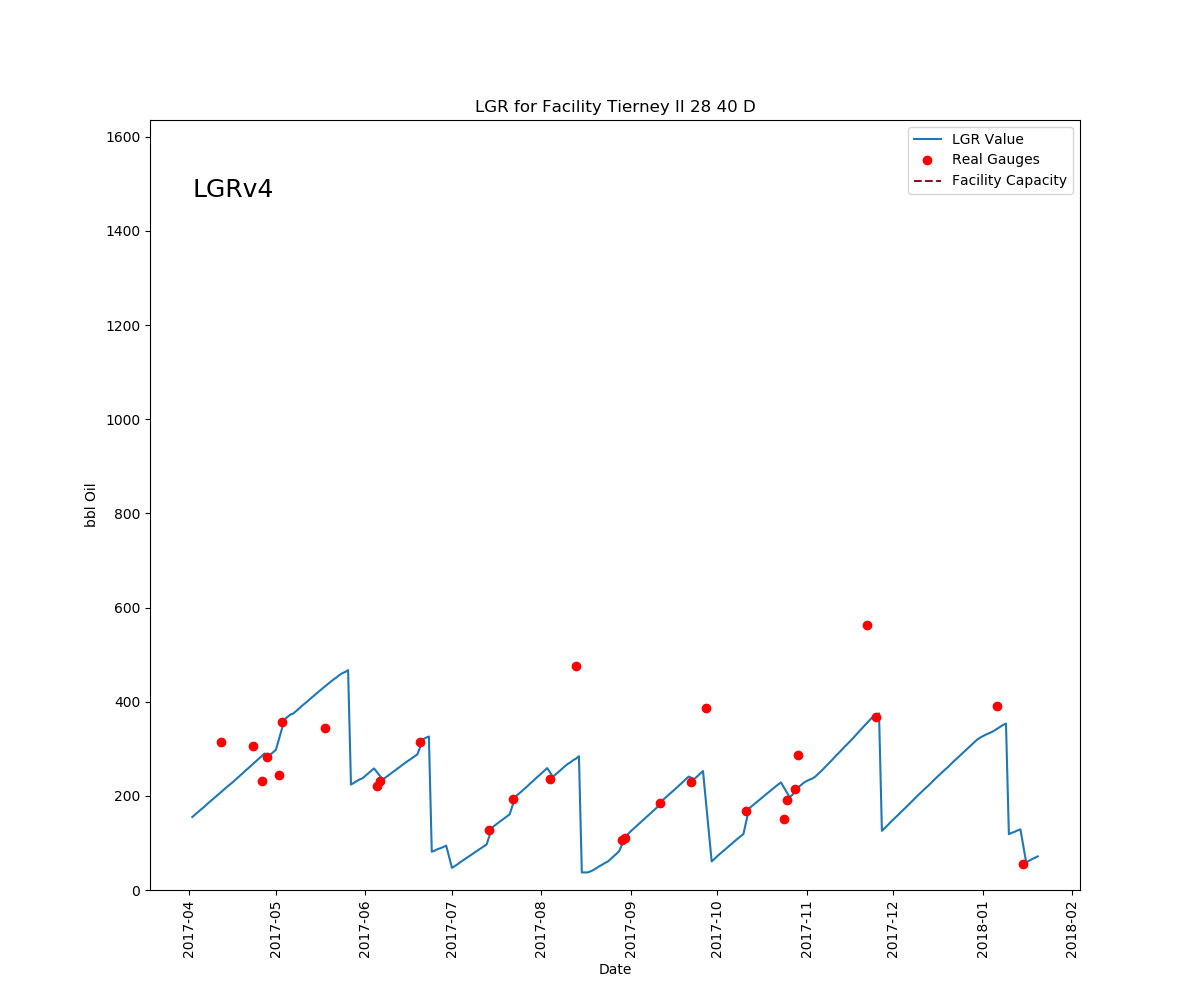 LGR for Facility Tierney II 28 40 D
LGRv4
LGR Value
Real Gauges
Facility Capacity
bbl Oil
1600
1400
1200
1000
800
600
400
200
0
2017-04
2017-05
2017-06
2017-07
2017-08
2017-09
2017-10
2017-11
2017-12
2018-01
2018-02
Date